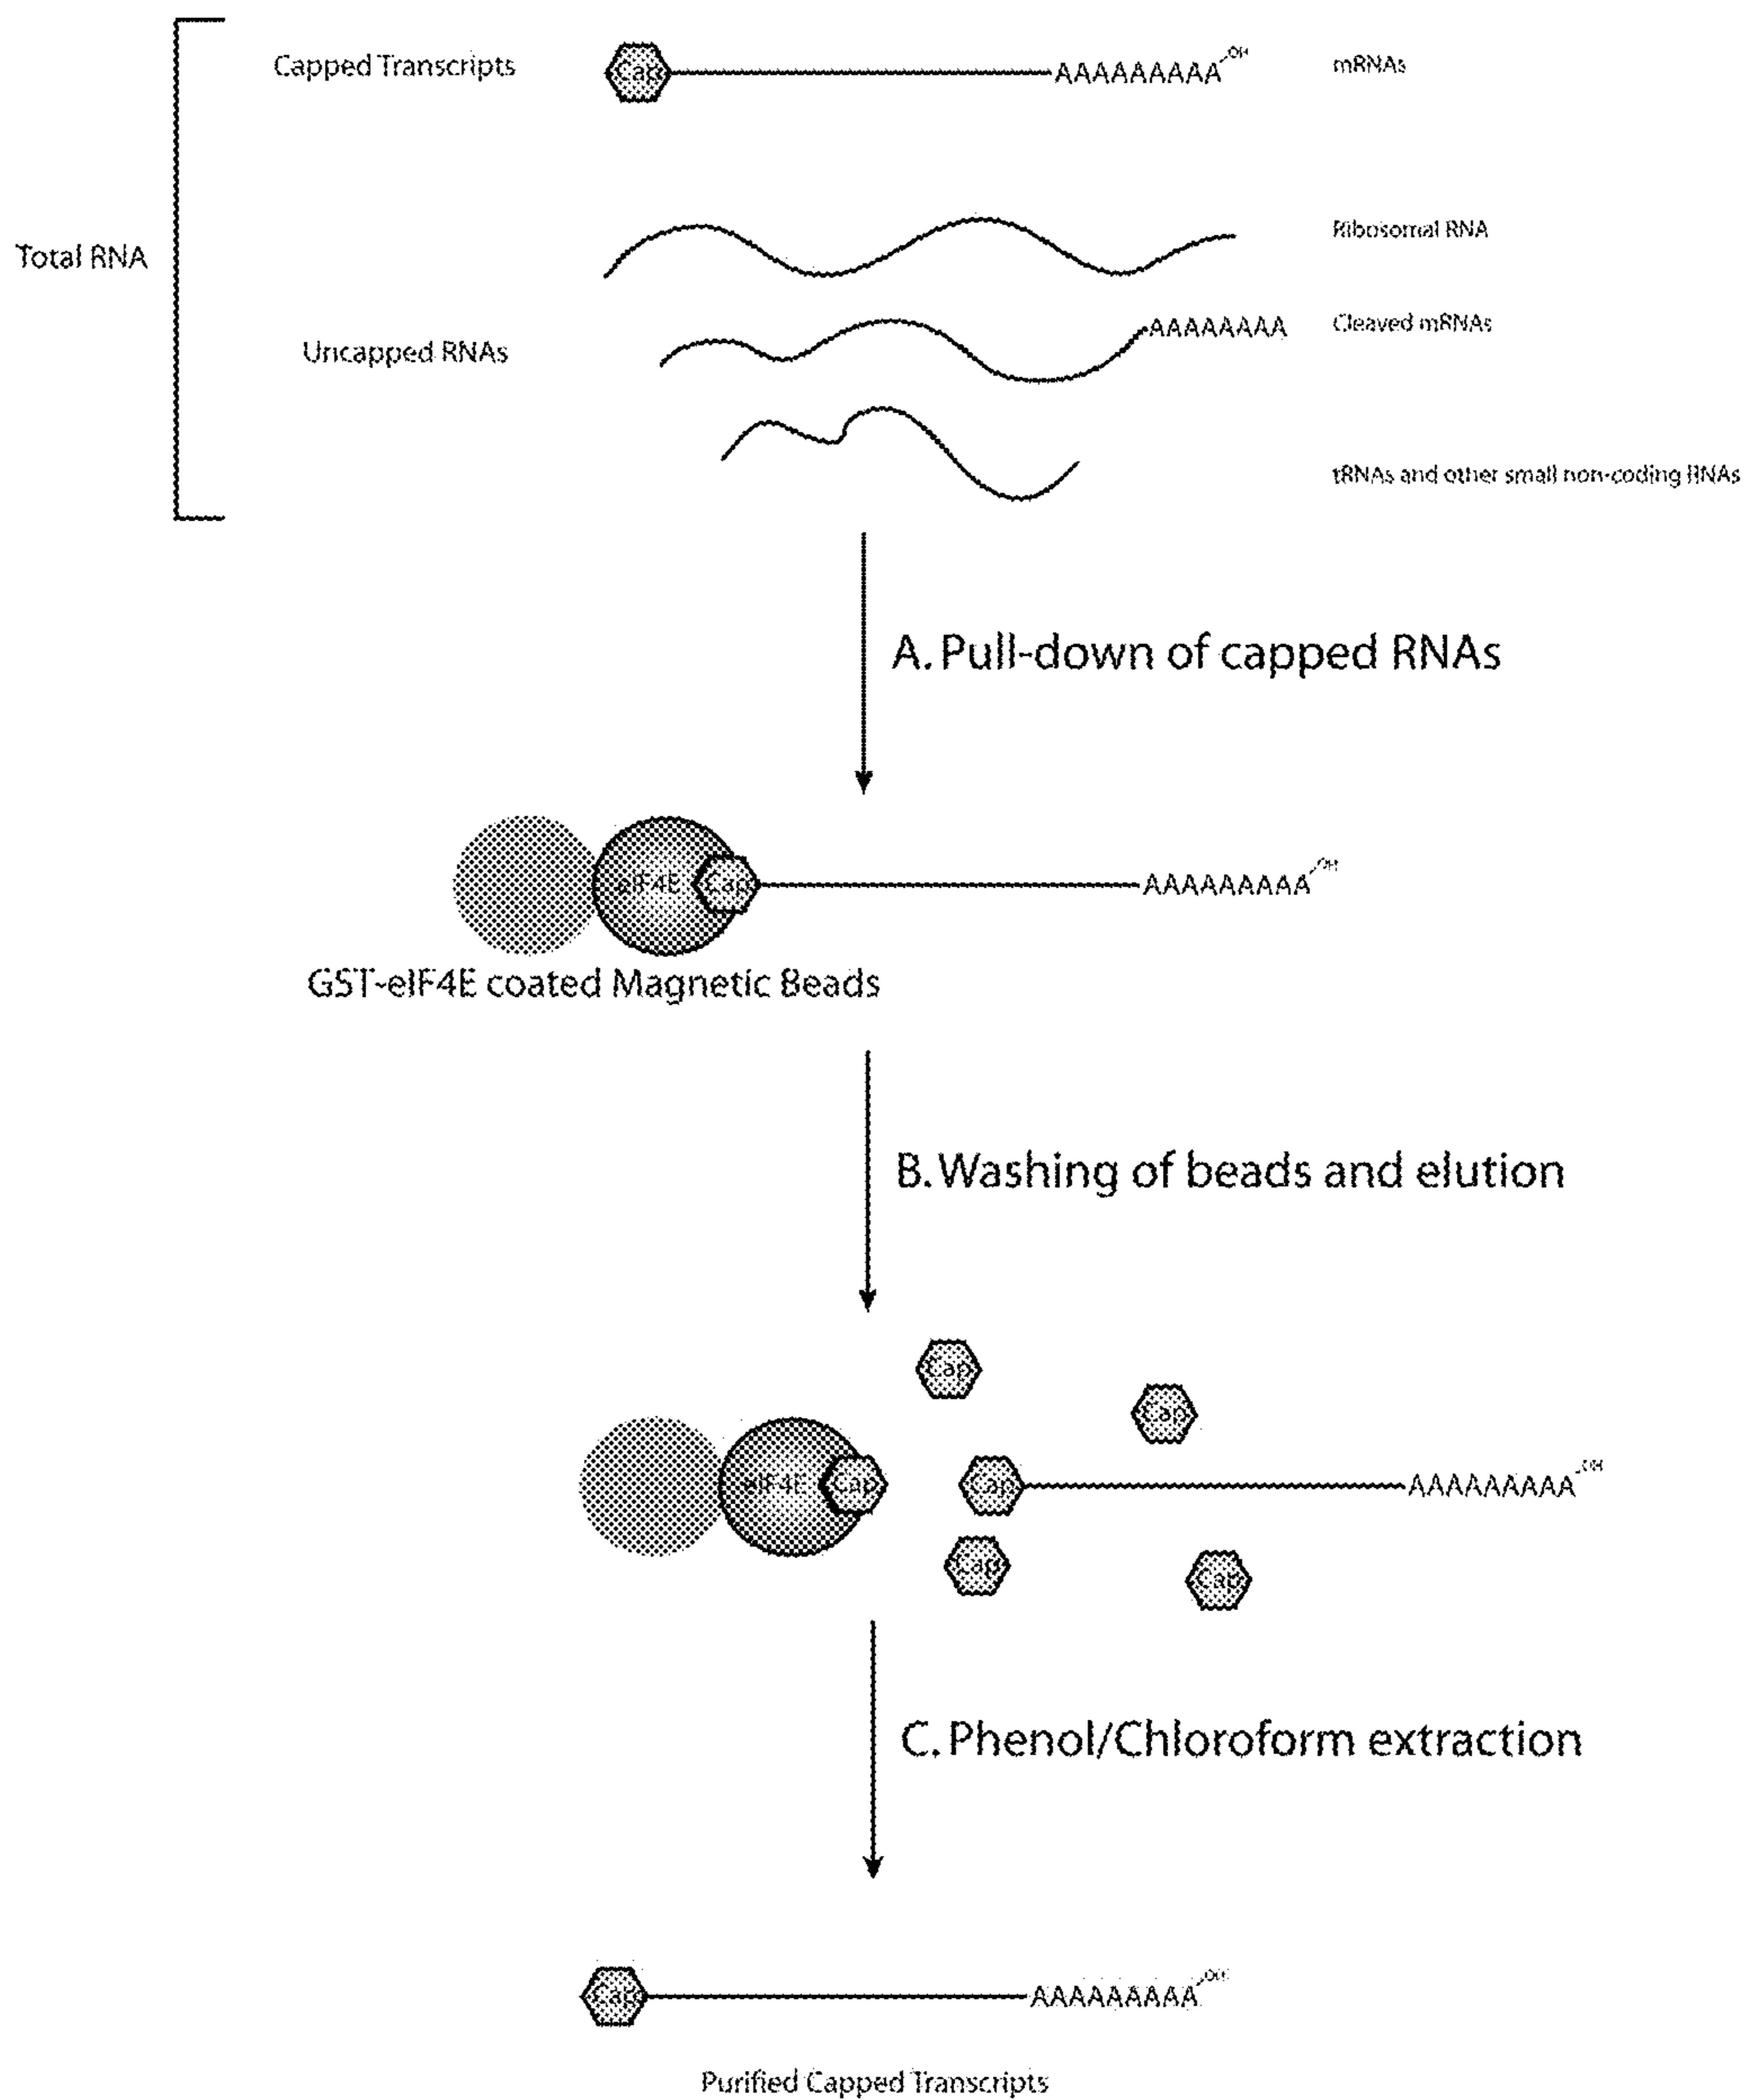 Capped Transcripts
Cap
AAAAAAAAA
OH
mRNAs
Total RNA
Ribosomal RNA
Uncapped RNAs
AAAAAAAA
Cleaved mRNAs
tRNAs and other small non-coding RNAs
A. Pull-down of capped RNAs
eIF4E
Cap
AAAAAAAAA
OH
GST-eIF4E coated Magnetic Beads
B. Washing of beads and elution
Cap
Cap
eIF4E
Cap
Cap
AAAAAAAAA
OH
Cap
Cap
C. Phenol/Chloroform extraction
Cap
AAAAAAAAA
OH
Purified Capped Transcripts